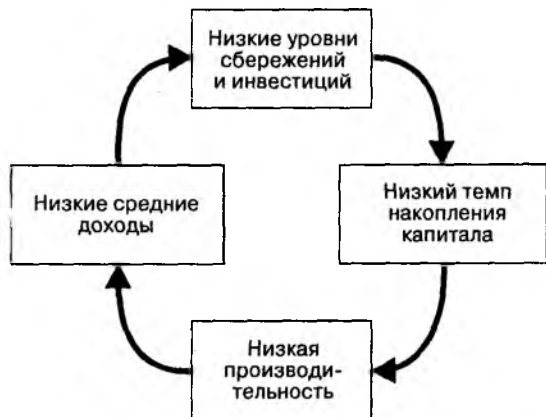 Низкие уровни
сбережений
и инвестиций
Низкий темп
накопления
капитала
Низкая
производи-
тельность
Низкие средние
доходы